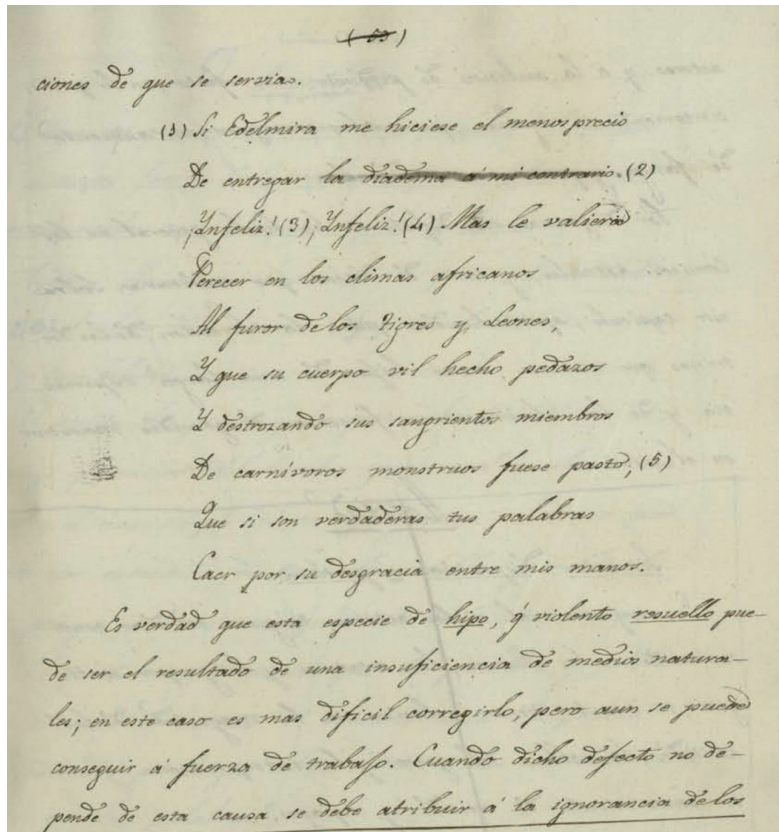 (53)
ciones de que se servia.
(1) Si Edelmira me hiciese el menosprecio
De entregar la diadema á mi contrario. (2)
¡Ynfeliz! (3) ¡Ynfeliz! (4) Mas le valiera
Perecer en los climas africanos
Al furor de los tigres y Leones,
Y que su cuerpo vil hecho pedazos
Y destrozando sus sangrientos miembros
De carnívoros monstruos fuese pasto, (5)
Que si son verdaderas tus palabras
Caer por su desgracia entre mis manos.
Es verdad que esta especie de hipo, ý violento resuello pue-
de ser el resultado de una insuficiencia de medios natura-
les; en este caso es mas dificil corregirlo, pero aun se puede
conseguir á fuerza de trabajo. Cuando dicho defecto no de-
pende de esta causa se debe atribuir á la ignorancia de los